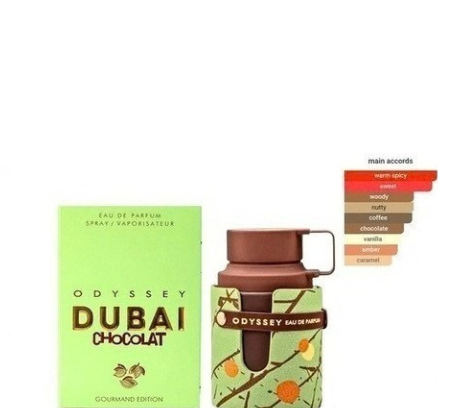 main accords
warm spicy
sweet
woody
nutty
coffee
chocolate
vanilla
amber
caramel
EAU DE PARFUM
SPRAY / VAPORISATEUR
ODYSSEY
DUBAI
CHOCOLAT
GOURMAND EDITION
ODYSSEY EAU DE PARFUM